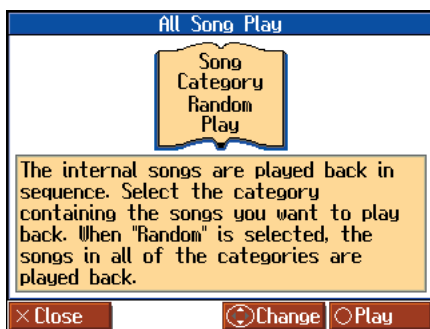 All Song Play
Song
Category
Random
Play
The internal songs are played back in
sequence. Select the category
containing the songs you want to play
back. When "Random" is selected, the
songs in all of the categories are
played back.
× Close
Change
Play